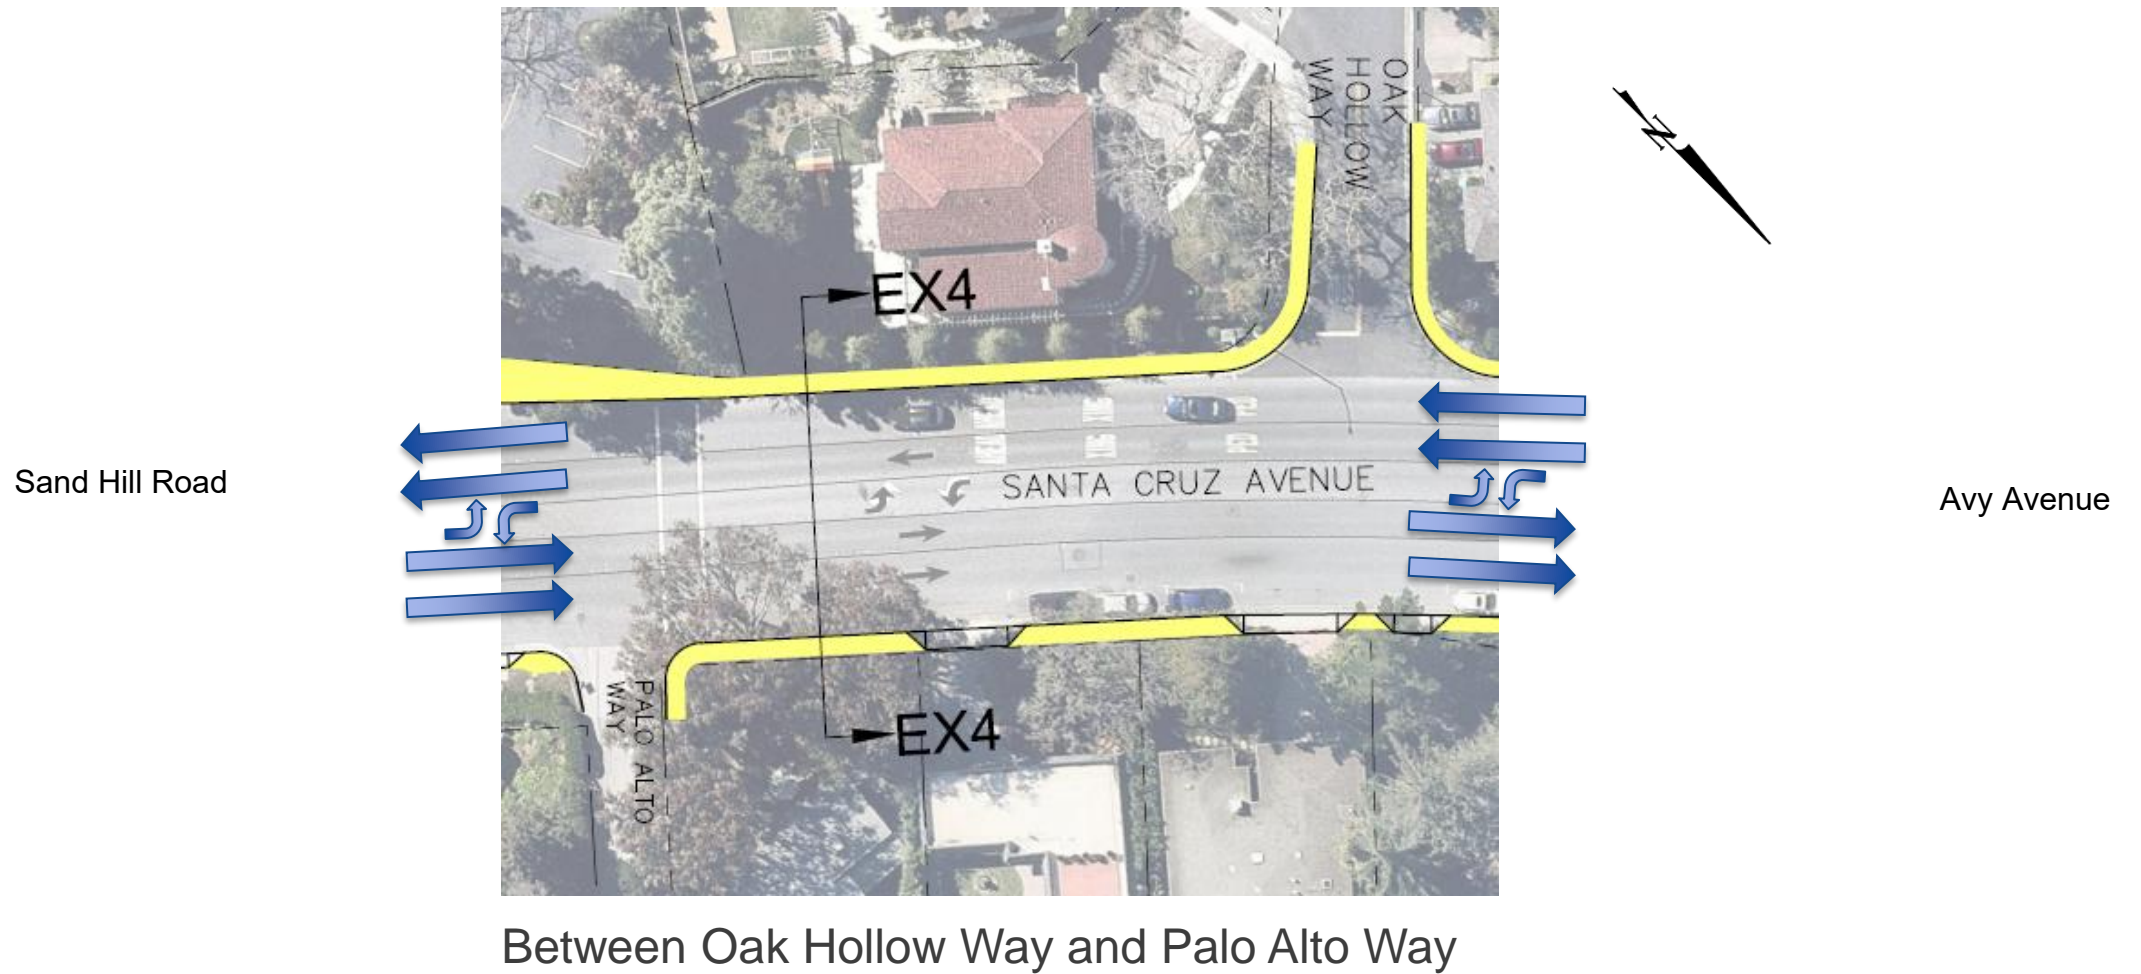 OAK
HOLLOW
WAY
N
EX4
SANTA CRUZ AVENUE
Sand Hill Road
Avy Avenue
PALO ALTO
WAY
EX4
Between Oak Hollow Way and Palo Alto Way